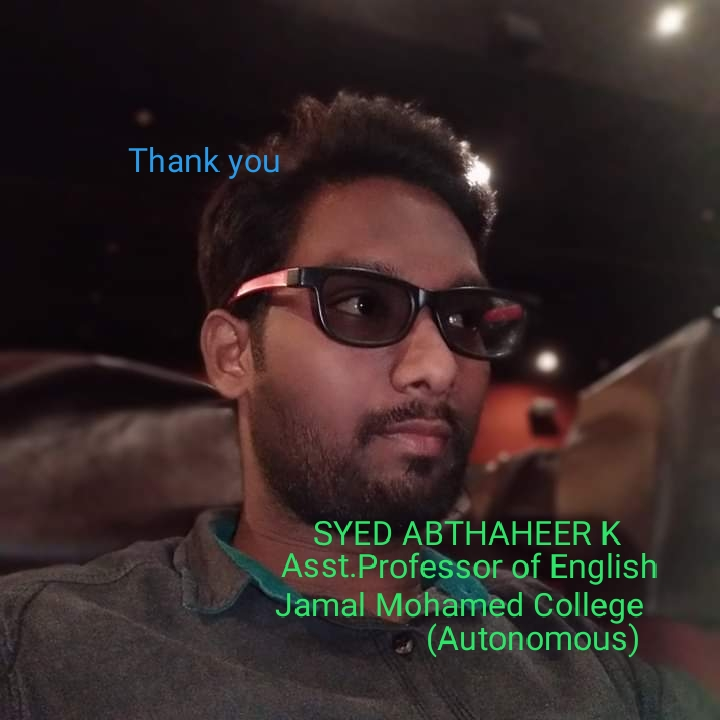 Thank you
SYED ABTHAHEER K
Asst.Professor of English
Jamal Mohamed College
(Autonomous)